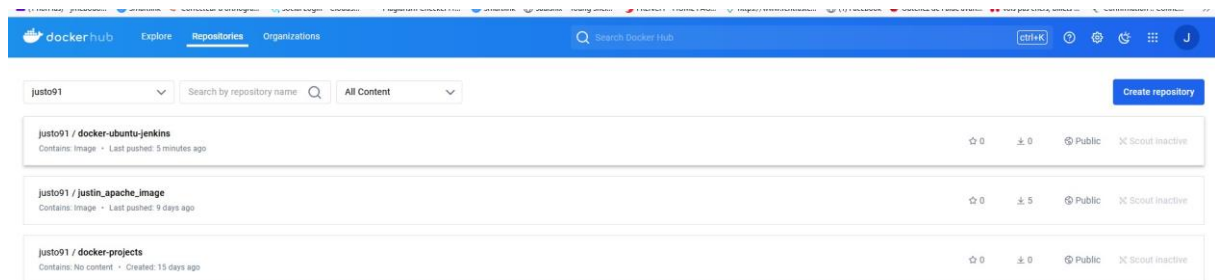 dockerhub Explore Repositories Organizations Search Docker Hub ctrl+K J
justo91 Search by repository name All Content Create repository
justo91 / docker-ubuntu-jenkins
Contains: Image • Last pushed: 5 minutes ago
0 0 Public Scout inactive
justo91 / justin_apache_image
Contains: Image • Last pushed: 9 days ago
0 5 Public Scout inactive
justo91 / docker-projects
Contains: No content • Created: 15 days ago
0 0 Public Scout inactive